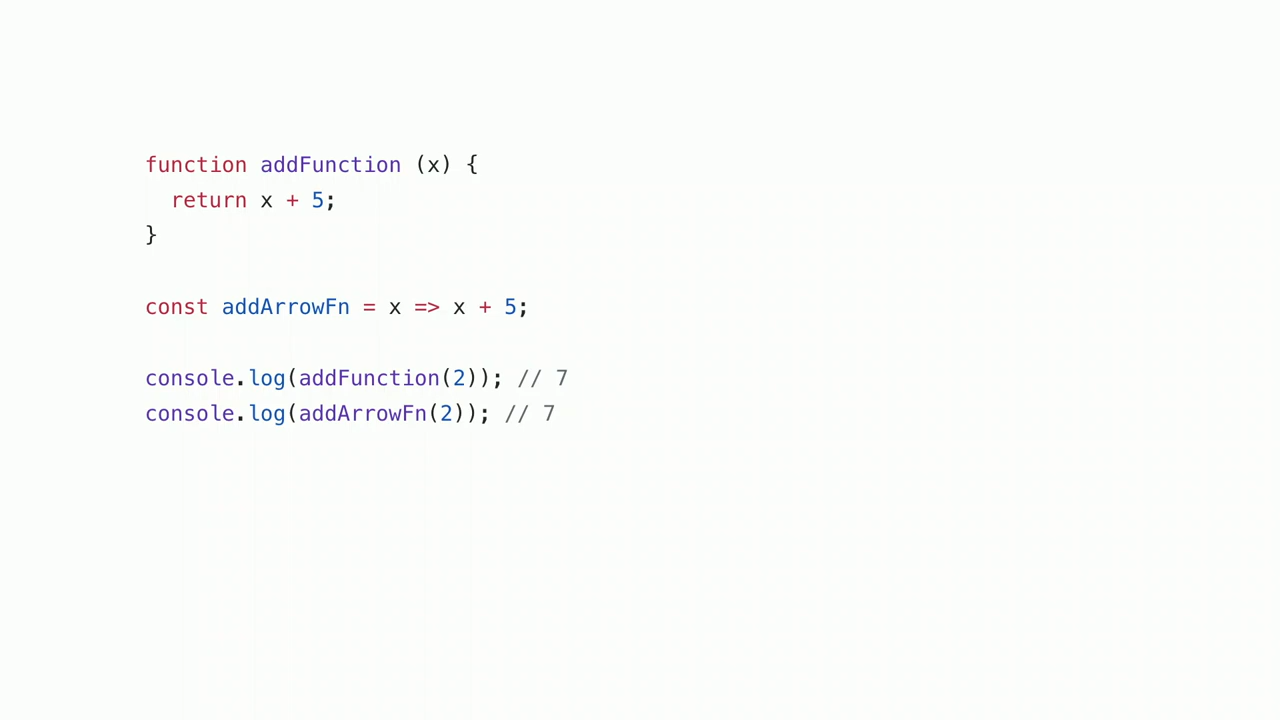 function addFunction (x) {
  return x + 5;
}

const addArrowFn = x => x + 5;

console.log(addFunction(2)); // 7
console.log(addArrowFn(2)); // 7